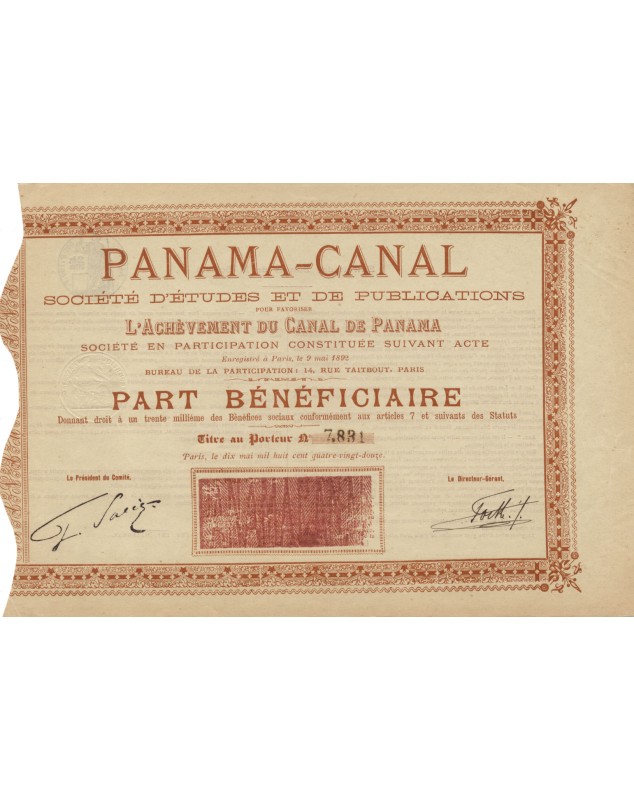 PANAMA-CANAL
SOCIÉTÉ D'ÉTUDES ET DE PUBLICATIONS
POUR FAVORISER
L'ACHÈVEMENT DU CANAL DE PANAMA
SOCIÉTÉ EN PARTICIPATION CONSTITUÉE SUIVANT ACTE
Enregistré à Paris, le 9 mai 1892
BUREAU DE LA PARTICIPATION: 14, RUE TAITBOUT, PARIS
PART BÉNÉFICIAIRE
Donnant droit à un trente millième des Bénéfices sociaux conformément aux articles 7 et suivants des Statuts
Titre au Porteur No 7,831
Paris, le dix mai mil huit cent quatre-vingt-douze.
Le Président du Comité,
Le Directeur-Gérant,